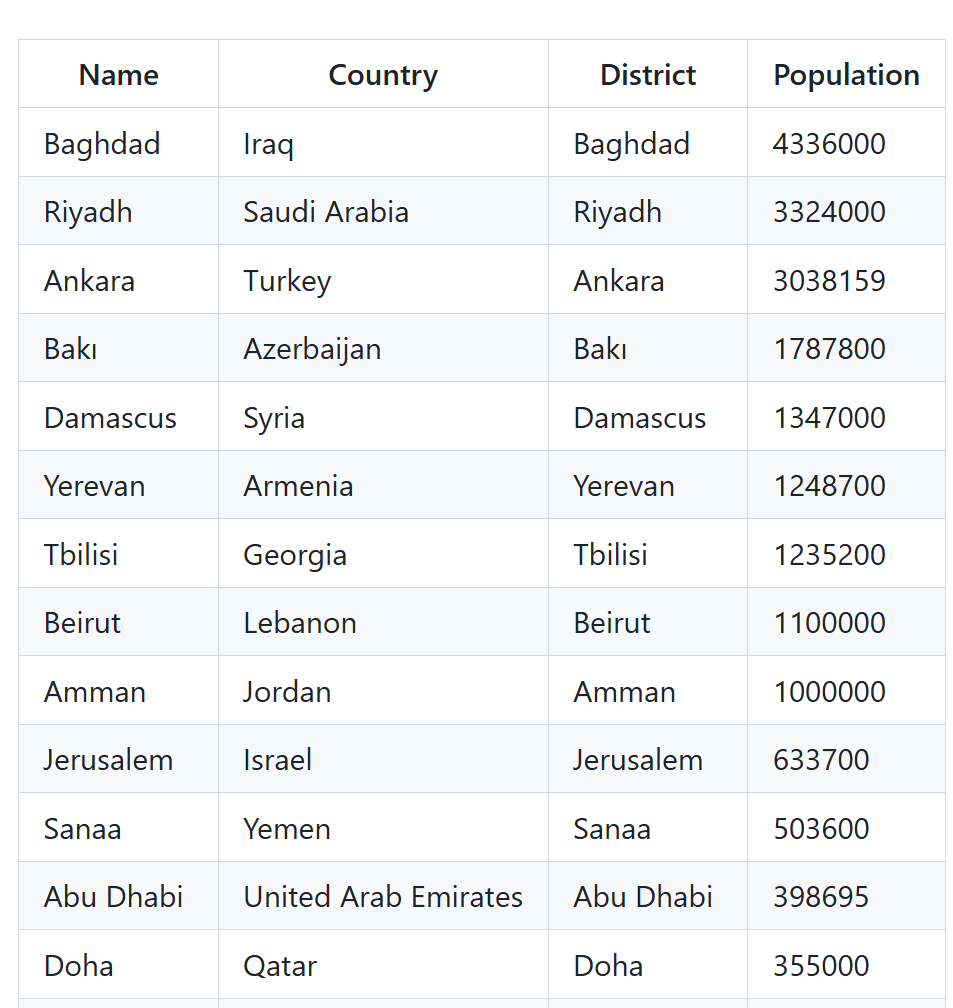 Name Country District Population
Baghdad Iraq Baghdad 4336000
Riyadh Saudi Arabia Riyadh 3324000
Ankara Turkey Ankara 3038159
Bakı Azerbaijan Bakı 1787800
Damascus Syria Damascus 1347000
Yerevan Armenia Yerevan 1248700
Tbilisi Georgia Tbilisi 1235200
Beirut Lebanon Beirut 1100000
Amman Jordan Amman 1000000
Jerusalem Israel Jerusalem 633700
Sanaa Yemen Sanaa 503600
Abu Dhabi United Arab Emirates Abu Dhabi 398695
Doha Qatar Doha 355000